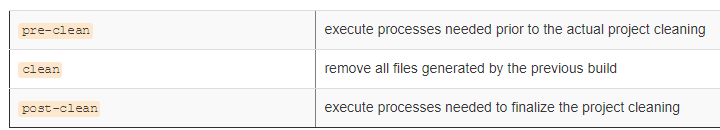 pre-clean execute processes needed prior to the actual project cleaning
clean remove all files generated by the previous build
post-clean execute processes needed to finalize the project cleaning